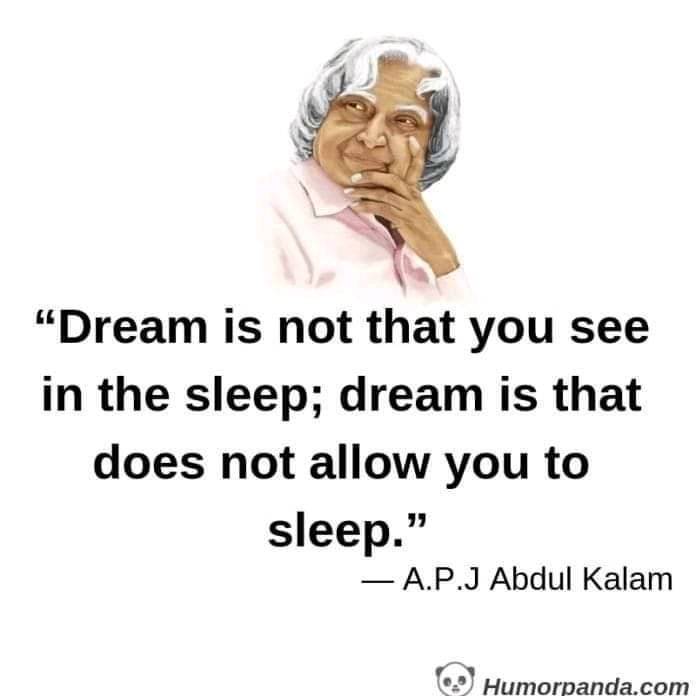 “Dream is not that you see
in the sleep; dream is that
does not allow you to
sleep.”
— A.P.J Abdul Kalam
Humorpanda.com